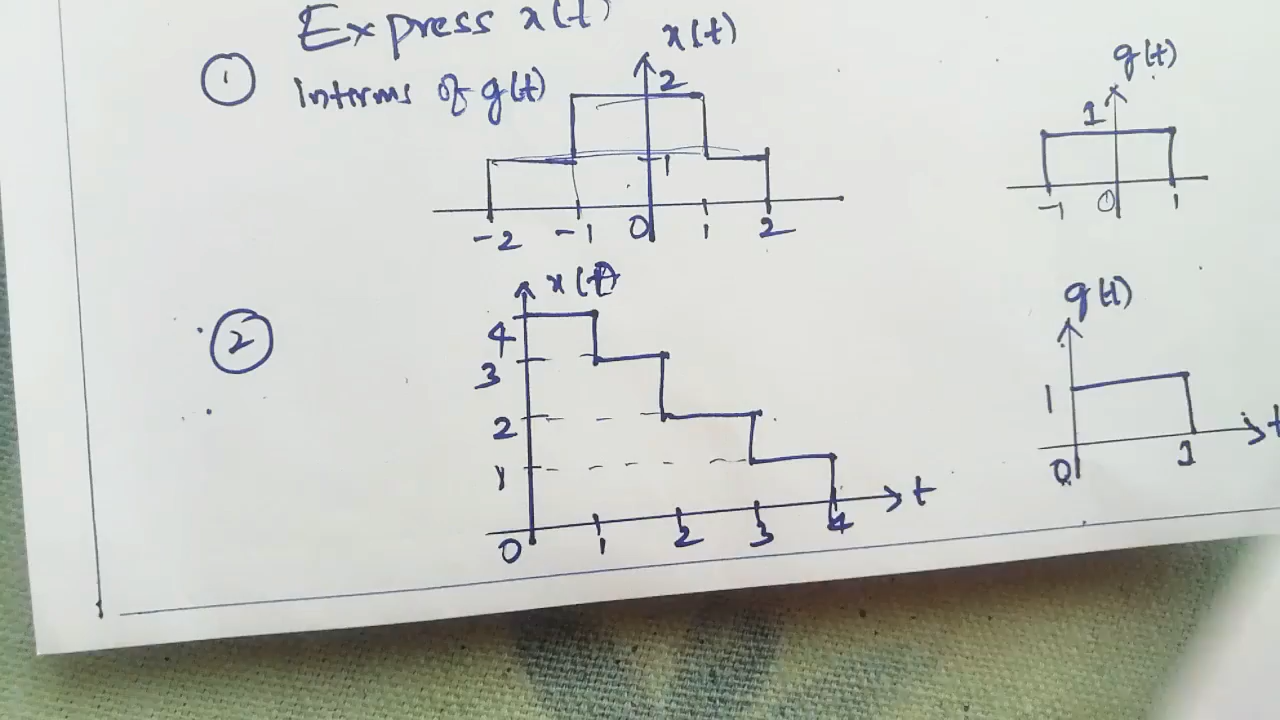 Express x(t)
① interms of g(t)
x(t)
2
1
-2 -1 0 1 2
g(t)
1
-1 0 1
②
x(t)
4
3
2
1
0 1 2 3 4 t
g(t)
1
0 1 t